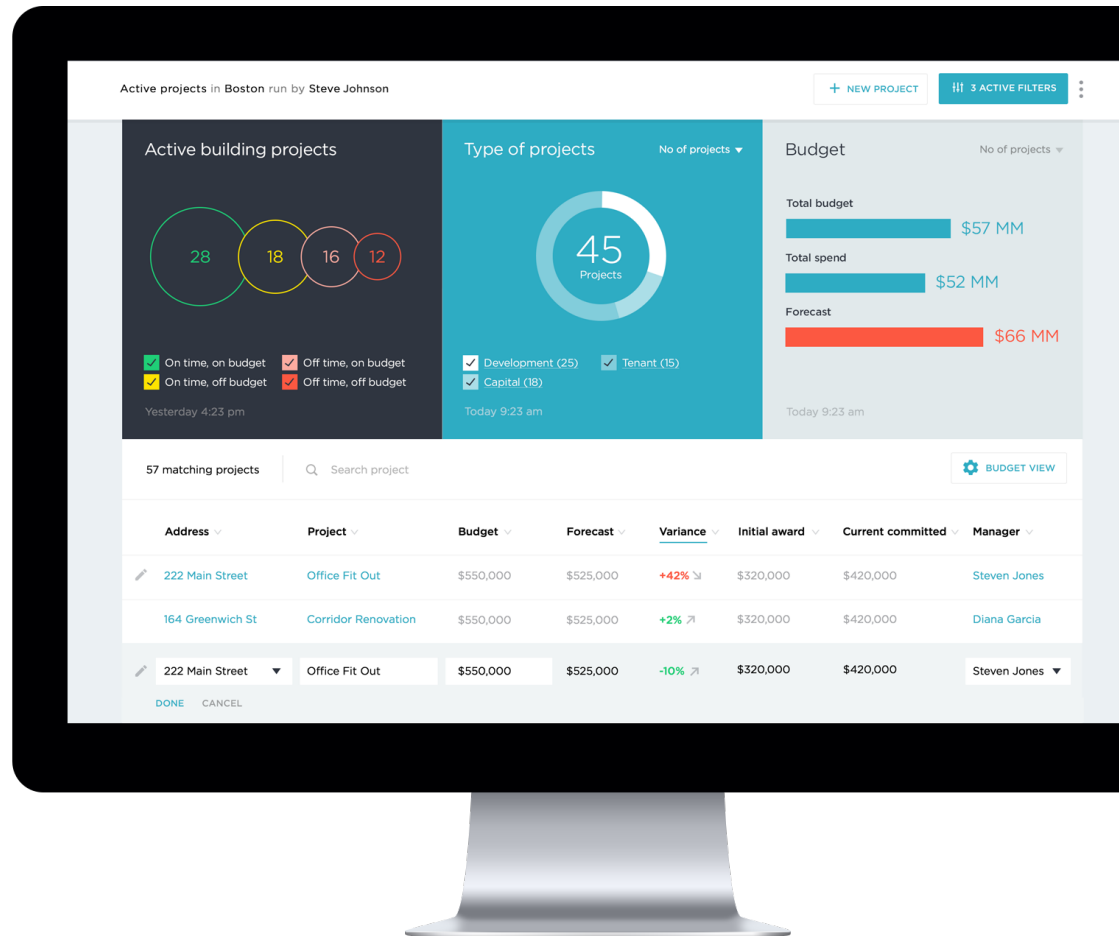 Active projects in Boston run by Steve Johnson
+ NEW PROJECT
3 ACTIVE FILTERS
Active building projects
28
18
16
12
On time, on budget
Off time, on budget
On time, off budget
Off time, off budget
Yesterday 4:23 pm
Type of projects
No of projects
45
Projects
Development (25)
Tenant (15)
Capital (18)
Today 9:23 am
Budget
No of projects
Total budget
$57 MM
Total spend
$52 MM
Forecast
$66 MM
Today 9:23 am
57 matching projects
Search project
BUDGET VIEW
Address Project Budget Forecast Variance Initial award Current committed Manager
222 Main Street Office Fit Out $550,000 $525,000 +42% $320,000 $420,000 Steven Jones
164 Greenwich St Corridor Renovation $550,000 $525,000 +2% $320,000 $420,000 Diana Garcia
222 Main Street Office Fit Out $550,000 $525,000 -10% $320,000 $420,000 Steven Jones
DONE CANCEL